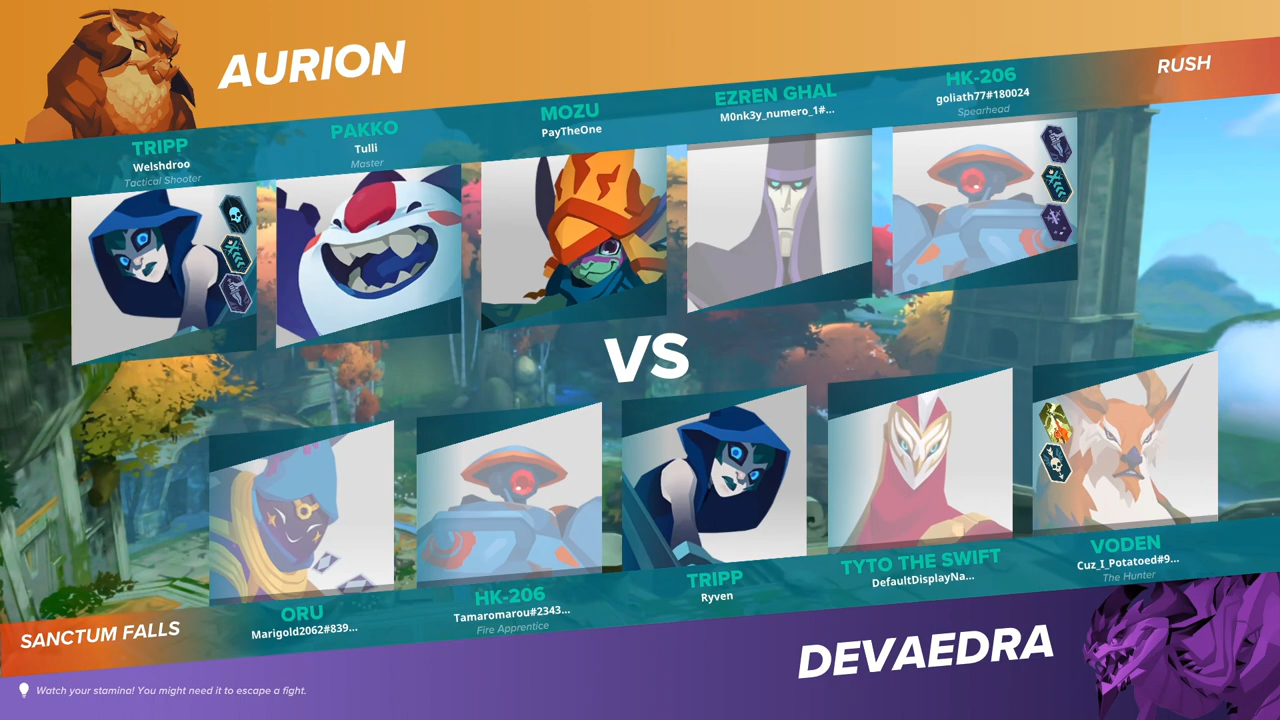 AURION
RUSH
TRIPP
Welshdroo
Tactical Shooter
PAKKO
Tulli
Master
MOZU
PayTheOne
EZREN GHAL
M0nk3y_numero_1#...
HK-206
goliath77#180024
Spearhead
VS
ORU
Marigold2062#839...
HK-206
Tamaromarou#2343...
Fire Apprentice
TRIPP
Ryven
TYTO THE SWIFT
DefaultDisplayNa...
VODEN
Cuz_I_Potatoed#9...
The Hunter
SANCTUM FALLS
DEVAEDRA
Watch your stamina! You might need it to escape a fight.